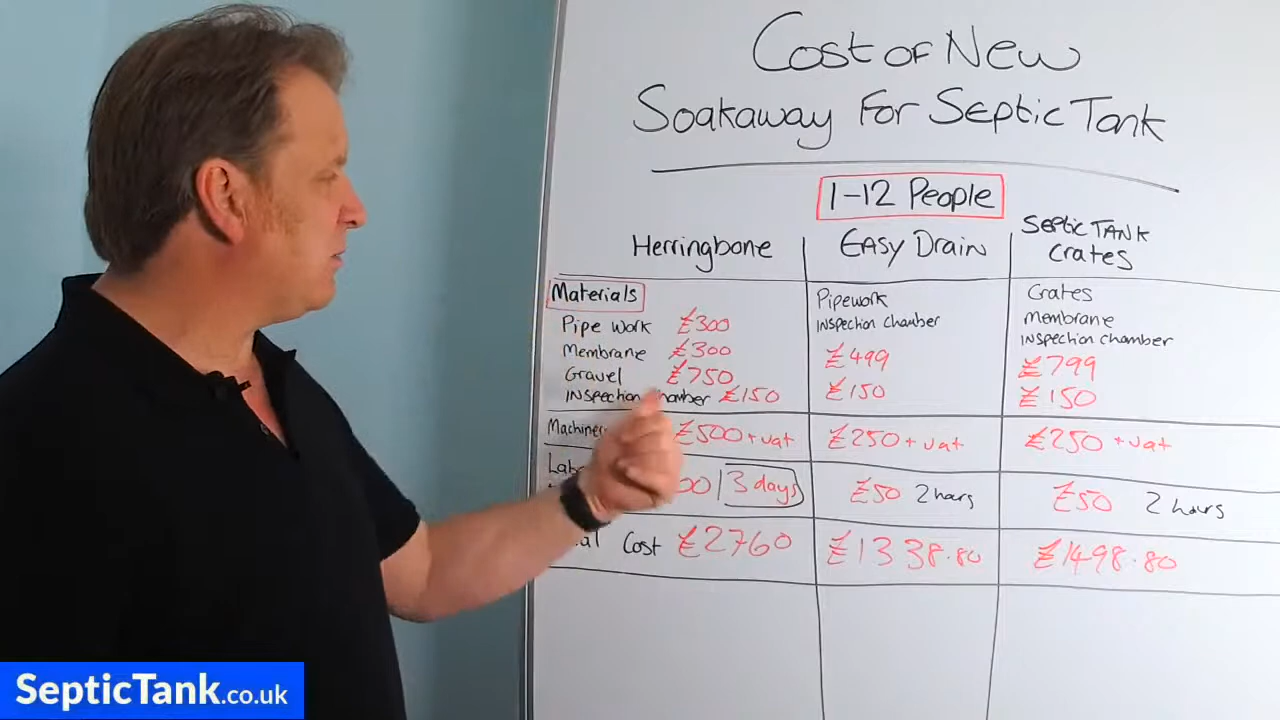 Cost of New
Soakaway For Septic Tank
1-12 People
Herringbone
EASY Drain
SEPTIC TANK
Crates
Materials
Pipe work £300
Membrane £300
Gravel £750
INSpection chamber £150
Pipework
INSpection chamber
£499
£150
Crates
Membrane
INSpection chamber
£799
£150
£500 + vat
£250 + vat
£250 + vat
3 days
£50 2 hours
£50 2 hours
Cost £2760
£1338.80
£1498.80
SepticTank.co.uk